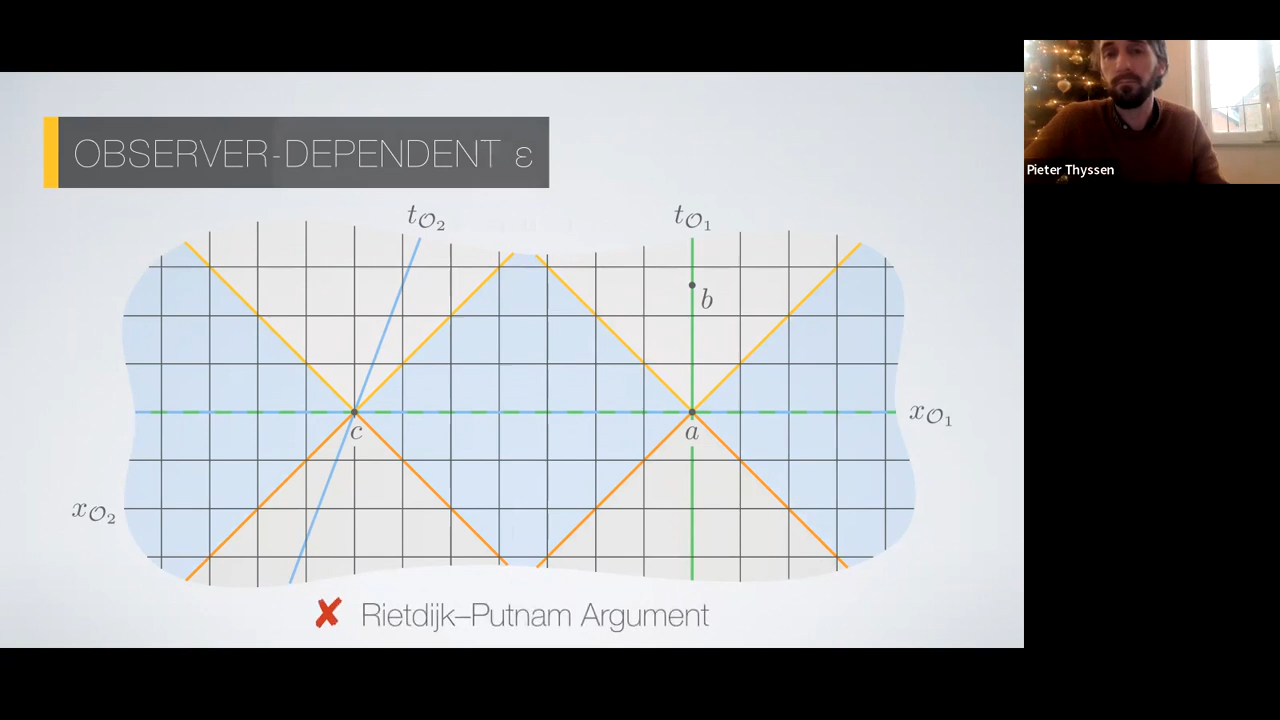 OBSERVER-DEPENDENT ε
Pieter Thyssen
t𝒪₂
t𝒪₁
b
c
a
x𝒪₁
x𝒪₂
✘ Rietdijk–Putnam Argument